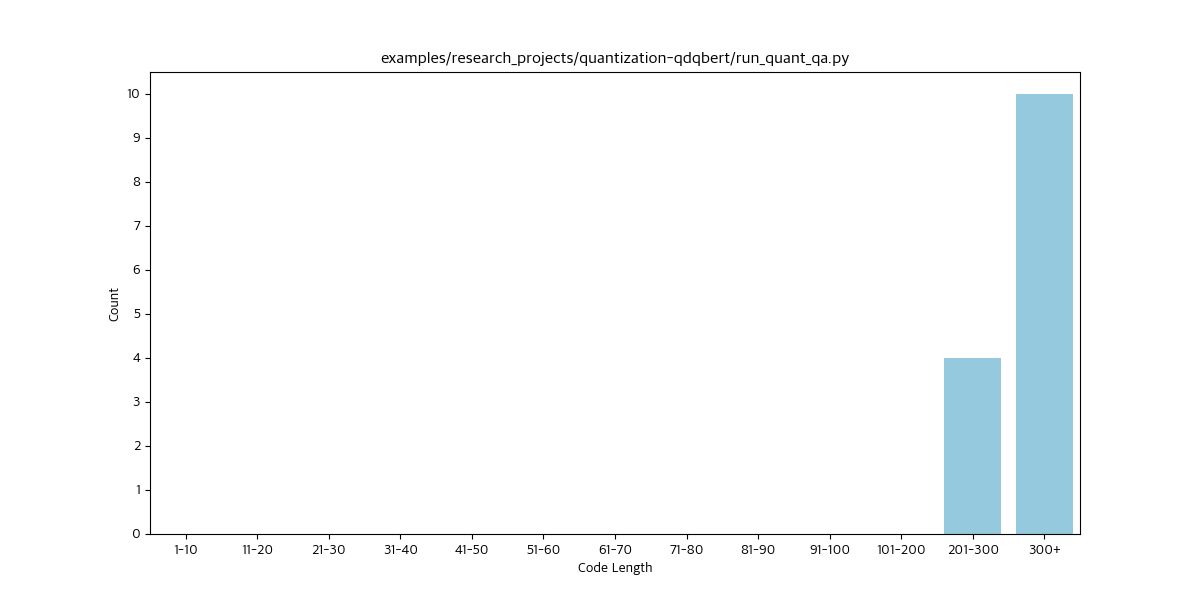 examples/research_projects/quantization-qdqbert/run_quant_qa.py
10
9
8
7
6
5
4
3
2
1
0
Count
1-10 11-20 21-30 31-40 41-50 51-60 61-70 71-80 81-90 91-100 101-200 201-300 300+
Code Length